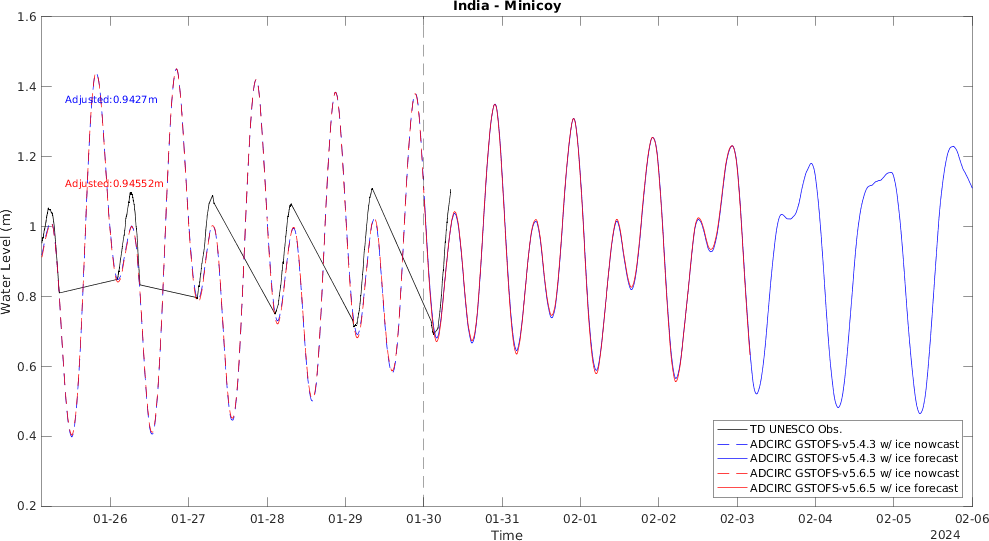 India - Minicoy
1.6
1.4
1.2
1
0.8
0.6
0.4
0.2
Water Level (m)
Adjusted:0.9427m
Adjusted:0.94552m
TD UNESCO Obs.
ADCIRC GSTOFS-v5.4.3 w/ ice nowcast
ADCIRC GSTOFS-v5.4.3 w/ ice forecast
ADCIRC GSTOFS-v5.6.5 w/ ice nowcast
ADCIRC GSTOFS-v5.6.5 w/ ice forecast
01-26 01-27 01-28 01-29 01-30 01-31 02-01 02-02 02-03 02-04 02-05 02-06
Time
2024